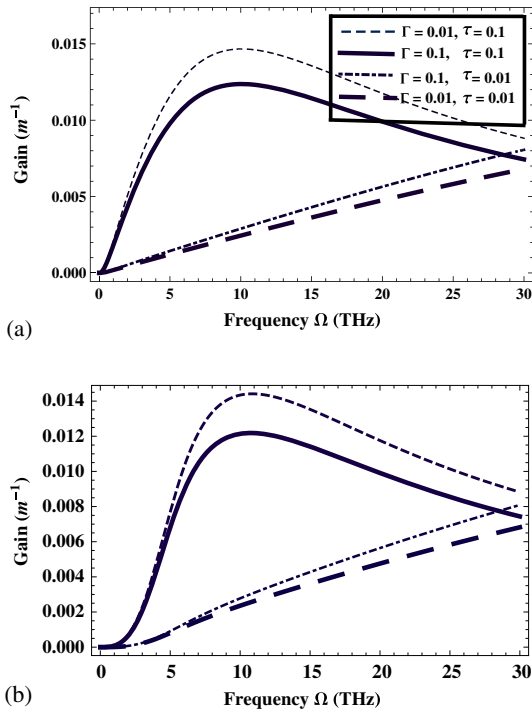 Γ = 0.01, τ = 0.1
Γ = 0.1, τ = 0.1
Γ = 0.1, τ = 0.01
Γ = 0.01, τ = 0.01
0.015
0.010
0.005
0.000
Gain (m⁻¹)
0 5 10 15 20 25 30
Frequency Ω (THz)
(a)
0.014
0.012
0.010
0.008
0.006
0.004
0.002
0.000
Gain (m⁻¹)
0 5 10 15 20 25 30
Frequency Ω (THz)
(b)